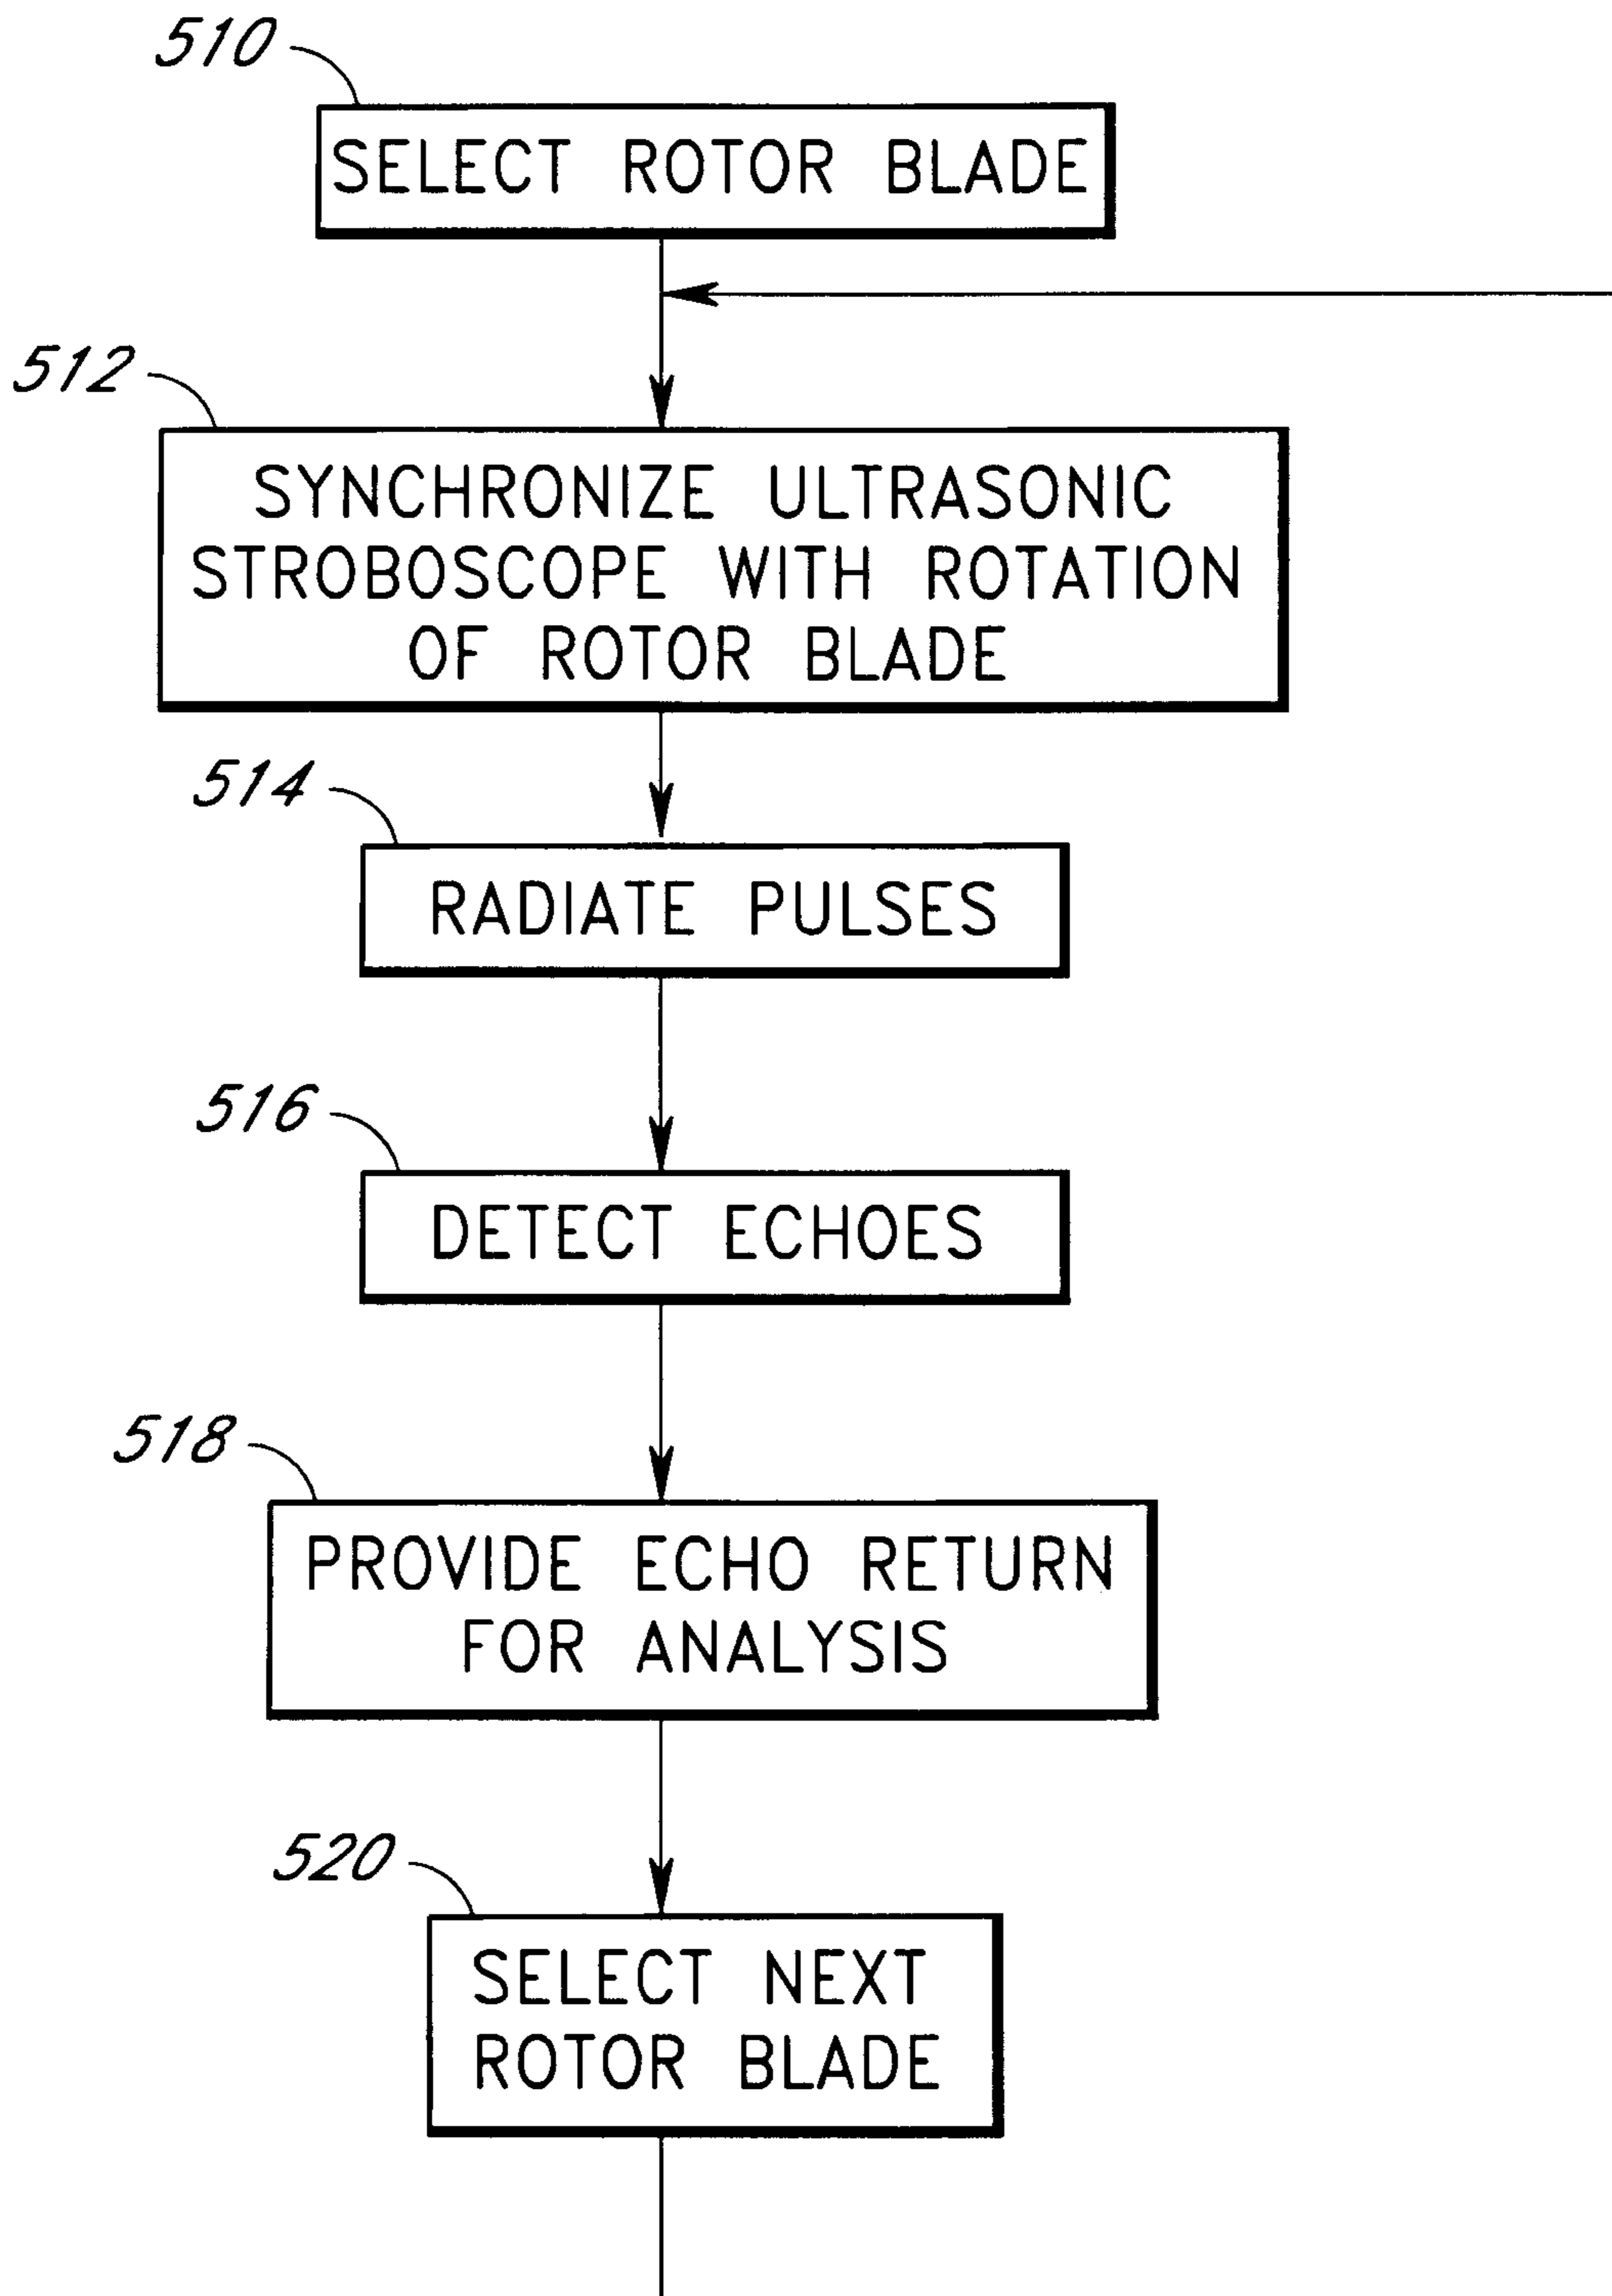 510
SELECT ROTOR BLADE
512
SYNCHRONIZE ULTRASONIC
STROBOSCOPE WITH ROTATION
OF ROTOR BLADE
514
RADIATE PULSES
516
DETECT ECHOES
518
PROVIDE ECHO RETURN
FOR ANALYSIS
520
SELECT NEXT
ROTOR BLADE